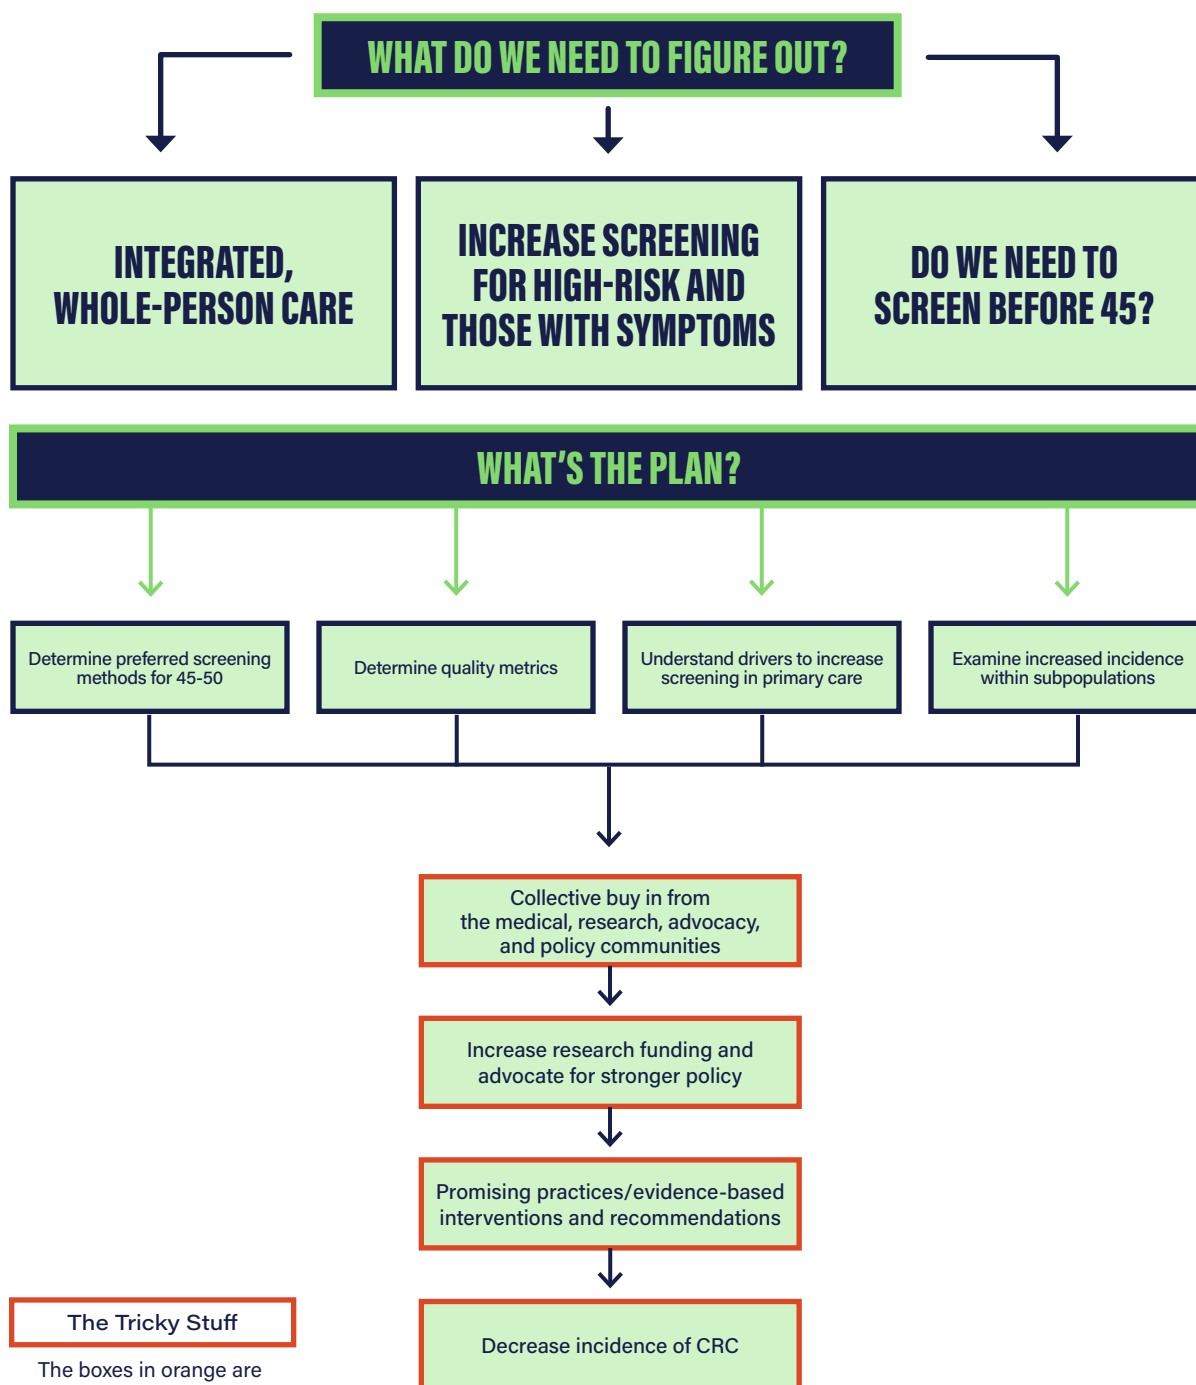 WHAT DO WE NEED TO FIGURE OUT?
INTEGRATED,
WHOLE-PERSON CARE
INCREASE SCREENING
FOR HIGH-RISK AND
THOSE WITH SYMPTOMS
DO WE NEED TO
SCREEN BEFORE 45?
WHAT'S THE PLAN?
Determine preferred screening
methods for 45-50
Determine quality metrics
Understand drivers to increase
screening in primary care
Examine increased incidence
within subpopulations
Collective buy in from
the medical, research, advocacy,
and policy communities
Increase research funding and
advocate for stronger policy
Promising practices/evidence-based
interventions and recommendations
Decrease incidence of CRC
The Tricky Stuff
The boxes in orange are